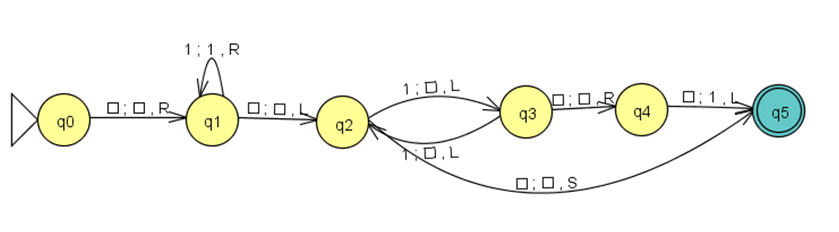 1 ; 1 , R
q0
□ ; □ , R
q1
□ ; □ , L
q2
1 ; □ , L
1 ; □ , L
q3
□ ; □ , R
q4
□ ; 1 , L
q5
□ ; □ , S